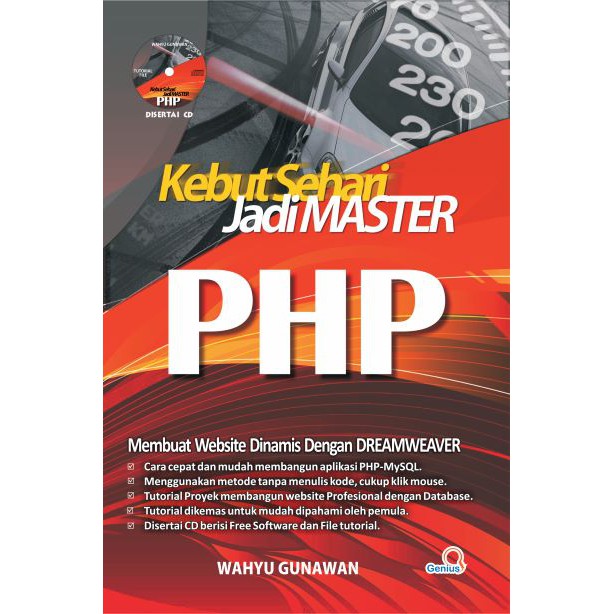 WAHYU GUNAWAN
TUTORIAL
FILE
Kebut Sehari
Jadi MASTER
PHP
DISERTAI CD
200
230
Kebut Sehari
Jadi MASTER
PHP
Membuat Website Dinamis Dengan DREAMWEAVER
Cara cepat dan mudah membangun aplikasi PHP-MySQL.
Menggunakan metode tanpa menulis kode, cukup klik mouse.
Tutorial Proyek membangun website Profesional dengan Database.
Tutorial dikemas untuk mudah dipahami oleh pemula.
Disertai CD berisi Free Software dan File tutorial.
WAHYU GUNAWAN
Genius